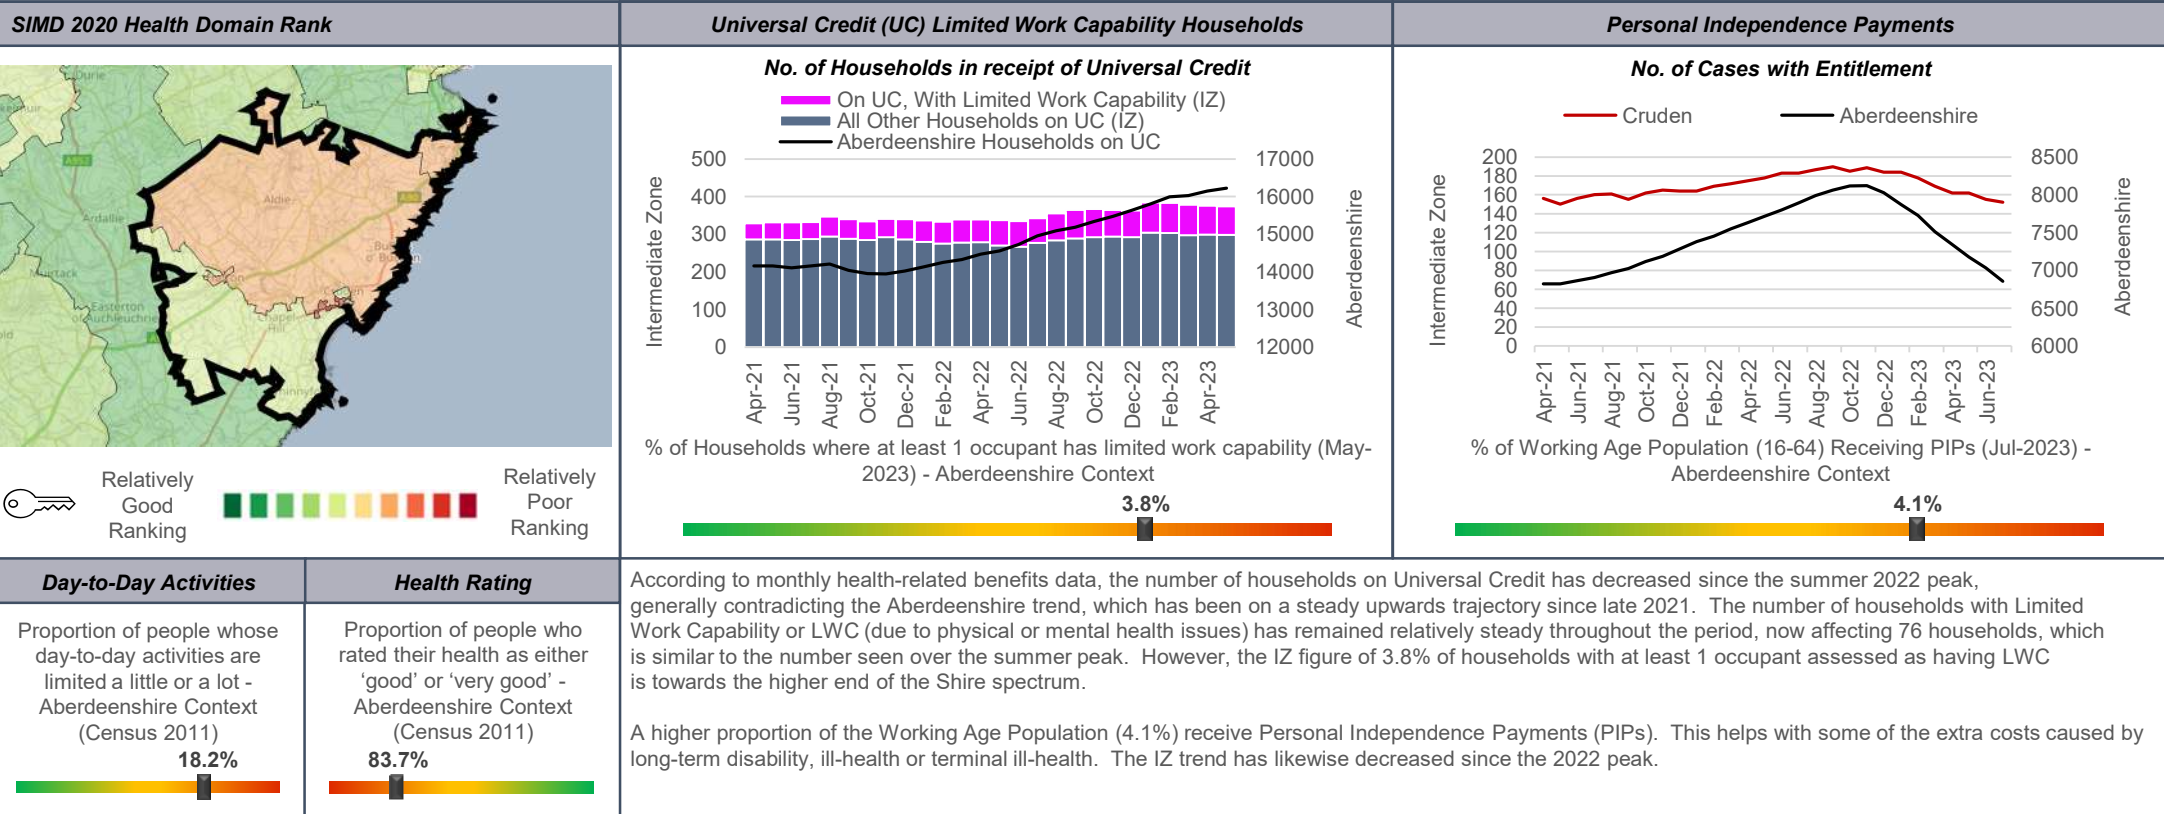 SIMD 2020 Health Domain Rank
Durie
A952
Ardallie
Aldie
A90
Muirtack
Easterton
of Auchleuchries
Chapel
Hill
Relatively
Good
Ranking
Relatively
Poor
Ranking
Universal Credit (UC) Limited Work Capability Households
No. of Households in receipt of Universal Credit
On UC, With Limited Work Capability (IZ)
All Other Households on UC (IZ)
Aberdeenshire Households on UC
Intermediate Zone
500
400
300
200
100
0
17000
16000
15000
14000
13000
12000
Aberdeenshire
Apr-21
Jun-21
Aug-21
Oct-21
Dec-21
Feb-22
Apr-22
Jun-22
Aug-22
Oct-22
Dec-22
Feb-23
Apr-23
% of Households where at least 1 occupant has limited work capability (May-
2023) - Aberdeenshire Context
3.8%
Personal Independence Payments
No. of Cases with Entitlement
Cruden
Aberdeenshire
Intermediate Zone
200
180
160
140
120
100
80
60
40
20
0
8500
8000
7500
7000
6500
6000
Aberdeenshire
Apr-21
Jun-21
Aug-21
Oct-21
Dec-21
Feb-22
Apr-22
Jun-22
Aug-22
Oct-22
Dec-22
Feb-23
Apr-23
Jun-23
% of Working Age Population (16-64) Receiving PIPs (Jul-2023) -
Aberdeenshire Context
4.1%
Day-to-Day Activities
Proportion of people whose
day-to-day activities are
limited a little or a lot -
Aberdeenshire Context
(Census 2011)
18.2%
Health Rating
Proportion of people who
rated their health as either
‘good’ or ‘very good’ -
Aberdeenshire Context
(Census 2011)
83.7%
According to monthly health-related benefits data, the number of households on Universal Credit has decreased since the summer 2022 peak,
generally contradicting the Aberdeenshire trend, which has been on a steady upwards trajectory since late 2021.  The number of households with Limited
Work Capability or LWC (due to physical or mental health issues) has remained relatively steady throughout the period, now affecting 76 households, which
is similar to the number seen over the summer peak.  However, the IZ figure of 3.8% of households with at least 1 occupant assessed as having LWC
is towards the higher end of the Shire spectrum.
A higher proportion of the Working Age Population (4.1%) receive Personal Independence Payments (PIPs).  This helps with some of the extra costs caused by
long-term disability, ill-health or terminal ill-health.  The IZ trend has likewise decreased since the 2022 peak.